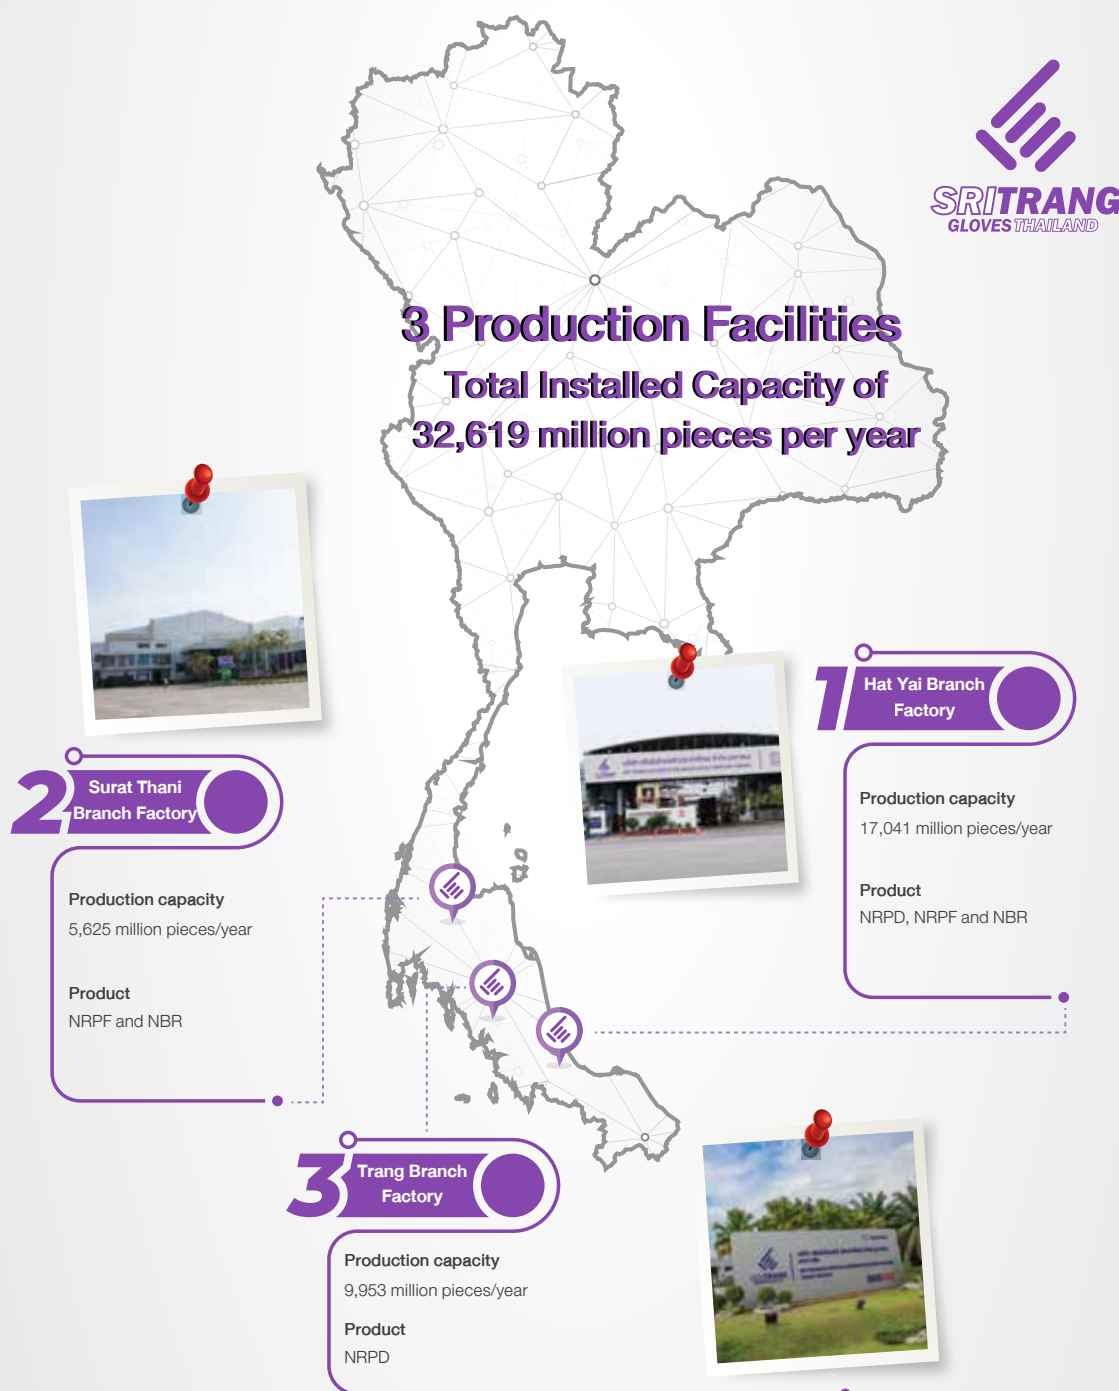 SRITRANG
GLOVES THAILAND
3 Production Facilities
Total Installed Capacity of
32,619 million pieces per year
1
Hat Yai Branch
Factory
Production capacity
17,041 million pieces/year
Product
NRPD, NRPF and NBR
2
Surat Thani
Branch Factory
Production capacity
5,625 million pieces/year
Product
NRPF and NBR
3
Trang Branch
Factory
Production capacity
9,953 million pieces/year
Product
NRPD